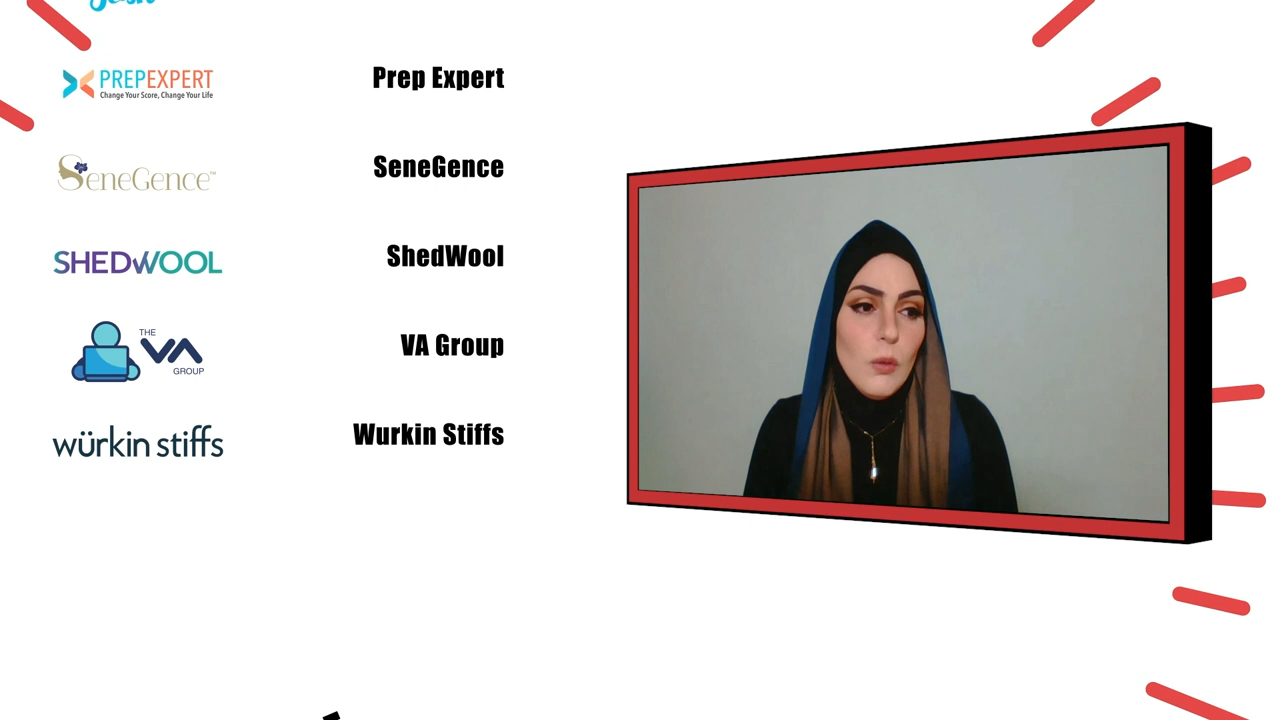 PREPEXPERT
Change Your Score, Change Your Life
Prep Expert
SeneGence™
SeneGence
SHEDWOOL
ShedWool
THE
VA
GROUP
VA Group
würkin stiffs
Wurkin Stiffs